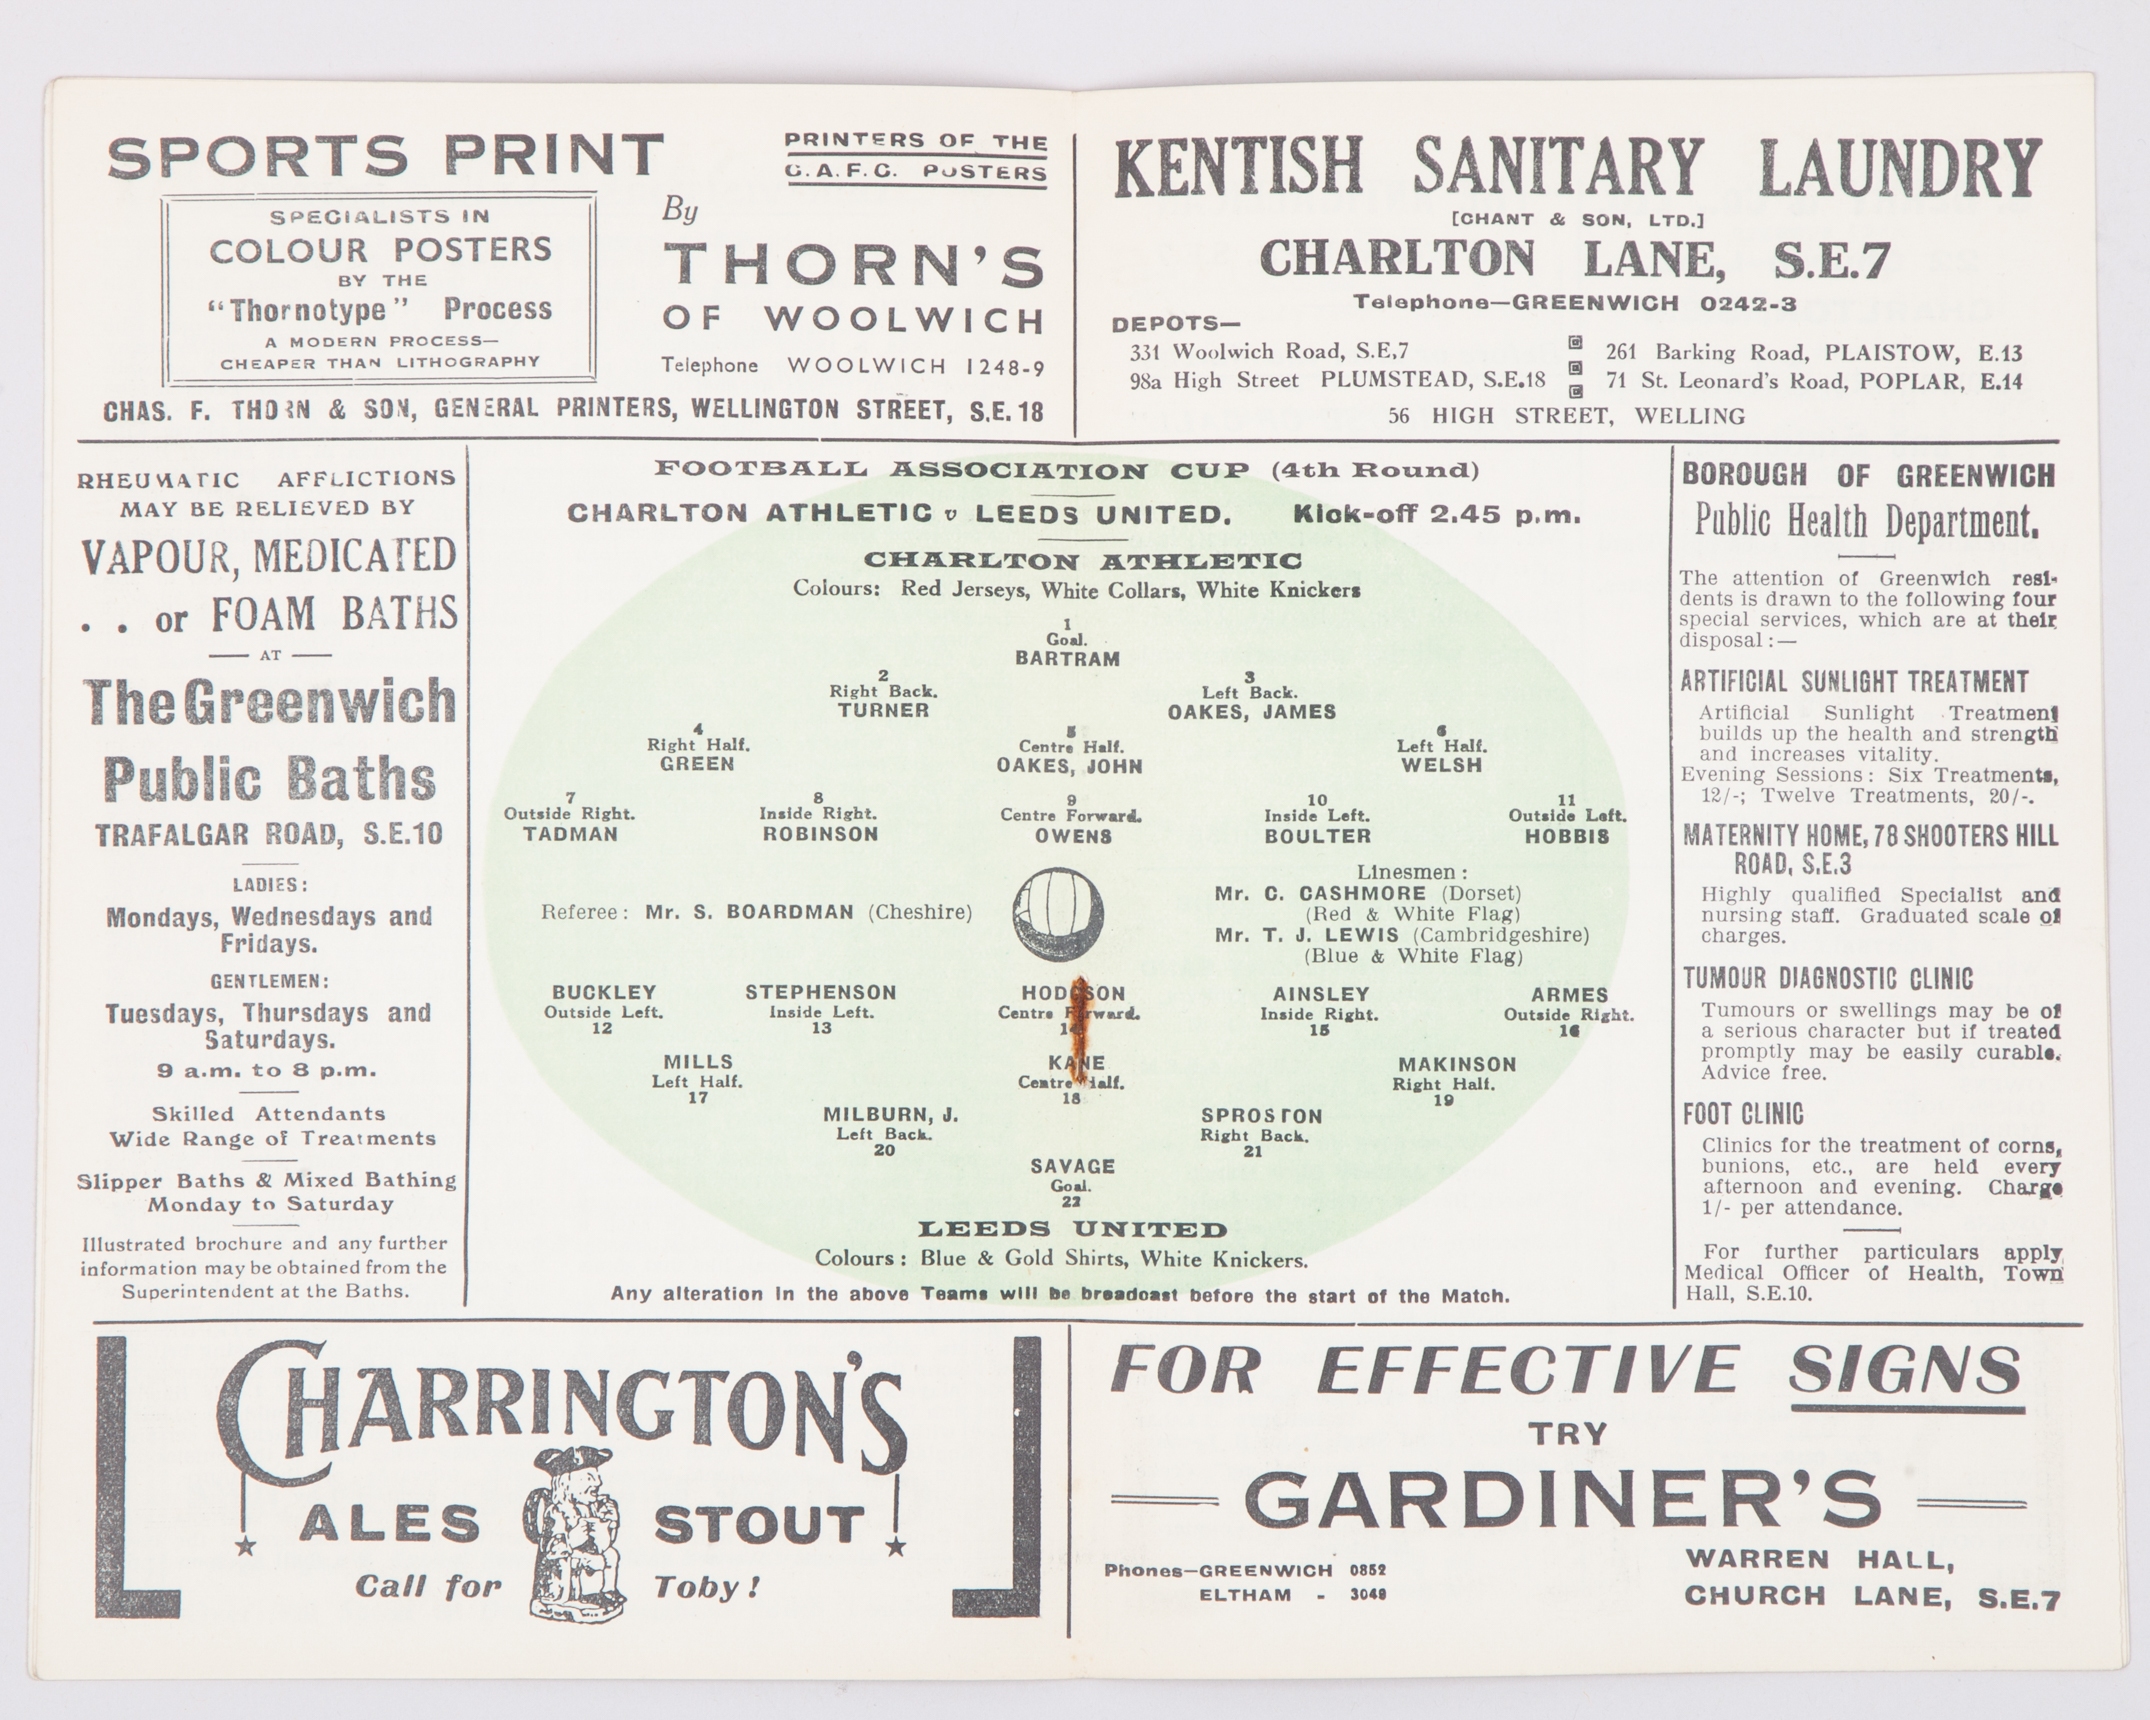 SPORTS PRINT
PRINTERS OF THE
C.A.F.C. POSTERS
SPECIALISTS IN
COLOUR POSTERS
BY THE
"Thornotype" Process
A MODERN PROCESS—
CHEAPER THAN LITHOGRAPHY
By
THORN'S
OF WOOLWICH
Telephone WOOLWICH 1248-9
CHAS. F. THORN & SON, GENERAL PRINTERS, WELLINGTON STREET, S.E.18
KENTISH SANITARY LAUNDRY
[CHANT & SON, LTD.]
CHARLTON LANE, S.E.7
Telephone—GREENWICH 0242-3
DEPOTS—
331 Woolwich Road, S.E,7
98a High Street PLUMSTEAD, S.E.18
261 Barking Road, PLAISTOW, E.13
71 St. Leonard's Road, POPLAR, E.14
56 HIGH STREET, WELLING
RHEUMATIC AFFLICTIONS
MAY BE RELIEVED BY
VAPOUR, MEDICATED
. . or FOAM BATHS
— AT —
The Greenwich
Public Baths
TRAFALGAR ROAD, S.E.10
LADIES:
Mondays, Wednesdays and
Fridays.
GENTLEMEN:
Tuesdays, Thursdays and
Saturdays.
9 a.m. to 8 p.m.
Skilled Attendants
Wide Range of Treatments
Slipper Baths & Mixed Bathing
Monday to Saturday
Illustrated brochure and any further
information may be obtained from the
Superintendent at the Baths.
FOOTBALL ASSOCIATION CUP (4th Round)
CHARLTON ATHLETIC v LEEDS UNITED. Kick-off 2.45 p.m.
CHARLTON ATHLETIC
Colours: Red Jerseys, White Collars, White Knickers
1
Goal.
BARTRAM
2 3
Right Back. Left Back.
TURNER OAKES, JAMES
4 5 6
Right Half. Centre Half. Left Half.
GREEN OAKES, JOHN WELSH
7 8 9 10 11
Outside Right. Inside Right. Centre Forward. Inside Left. Outside Left.
TADMAN ROBINSON OWENS BOULTER HOBBIS
Referee: Mr. S. BOARDMAN (Cheshire)
Linesmen:
Mr. C. CASHMORE (Dorset)
(Red & White Flag)
Mr. T. J. LEWIS (Cambridgeshire)
(Blue & White Flag)
BUCKLEY STEPHENSON HODGSON AINSLEY ARMES
Outside Left. Inside Left. Centre Forward. Inside Right. Outside Right.
12 13 14 15 16
MILLS KANE MAKINSON
Left Half. Centre Half. Right Half.
17 18 19
MILBURN, J. SPROSTON
Left Back. Right Back.
20 21
SAVAGE
Goal.
22
LEEDS UNITED
Colours: Blue & Gold Shirts, White Knickers.
Any alteration in the above Teams will be broadcast before the start of the Match.
BOROUGH OF GREENWICH
Public Health Department.
The attention of Greenwich resi-
dents is drawn to the following four
special services, which are at their
disposal:—
ARTIFICIAL SUNLIGHT TREATMENT
Artificial Sunlight Treatment
builds up the health and strength
and increases vitality.
Evening Sessions: Six Treatments,
12/-; Twelve Treatments, 20/-.
MATERNITY HOME, 78 SHOOTERS HILL
ROAD, S.E.3
Highly qualified Specialist and
nursing staff. Graduated scale of
charges.
TUMOUR DIAGNOSTIC CLINIC
Tumours or swellings may be of
a serious character but if treated
promptly may be easily curable.
Advice free.
FOOT CLINIC
Clinics for the treatment of corns,
bunions, etc., are held every
afternoon and evening. Charge
1/- per attendance.
For further particulars apply,
Medical Officer of Health, Town
Hall, S.E.10.
CHARRINGTON'S
ALES STOUT
Call for Toby!
FOR EFFECTIVE SIGNS
TRY
GARDINER'S
Phones—GREENWICH 0852
ELTHAM - 3049
WARREN HALL,
CHURCH LANE, S.E.7